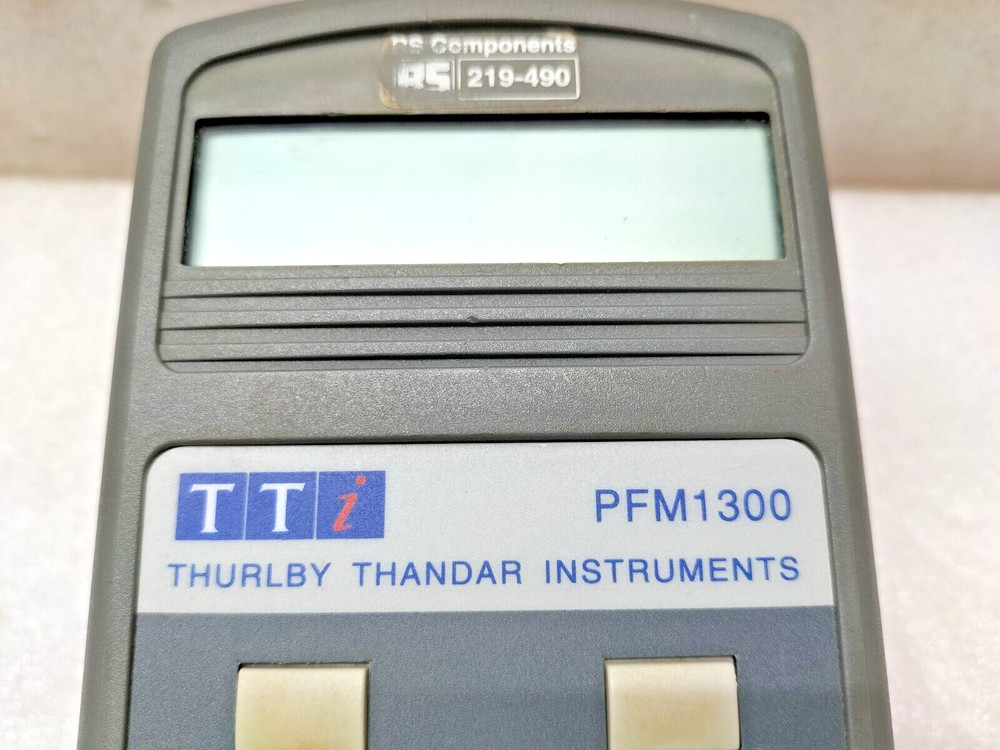 RS Components
RS 219-490
TTi PFM1300
THURLBY THANDAR INSTRUMENTS